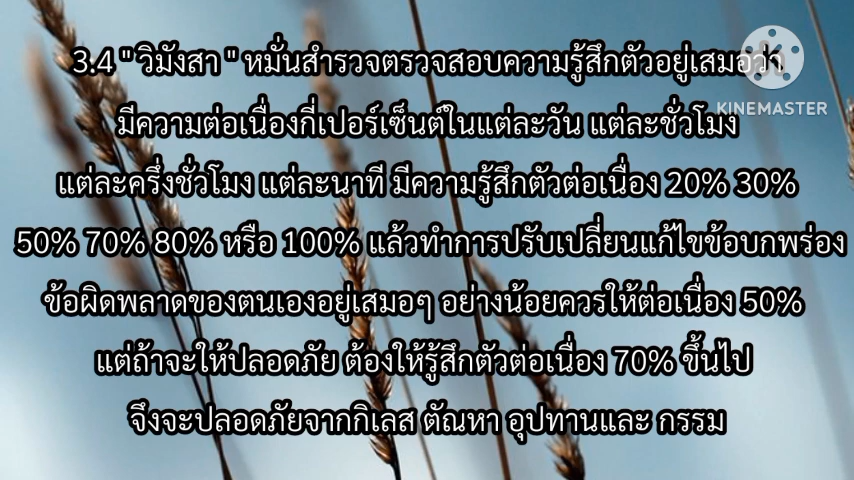 3.4 " วิมังสา " หมั่นสำรวจตรวจสอบความรู้สึกตัวอยู่เสมอว่า
KINEMASTER
มีความต่อเนื่องกี่เปอร์เซ็นต์ในแต่ละวัน แต่ละชั่วโมง
แต่ละครึ่งชั่วโมง แต่ละนาที มีความรู้สึกตัวต่อเนื่อง 20% 30%
50% 70% 80% หรือ 100% แล้วทำการปรับเปลี่ยนแก้ไขข้อบกพร่อง
ข้อผิดพลาดของตนเองอยู่เสมอๆ อย่างน้อยควรให้ต่อเนื่อง 50%
แต่ถ้าจะให้ปลอดภัย ต้องให้รู้สึกตัวต่อเนื่อง 70% ขึ้นไป
จึงจะปลอดภัยจากกิเลส ตัณหา อุปทานและ กรรม